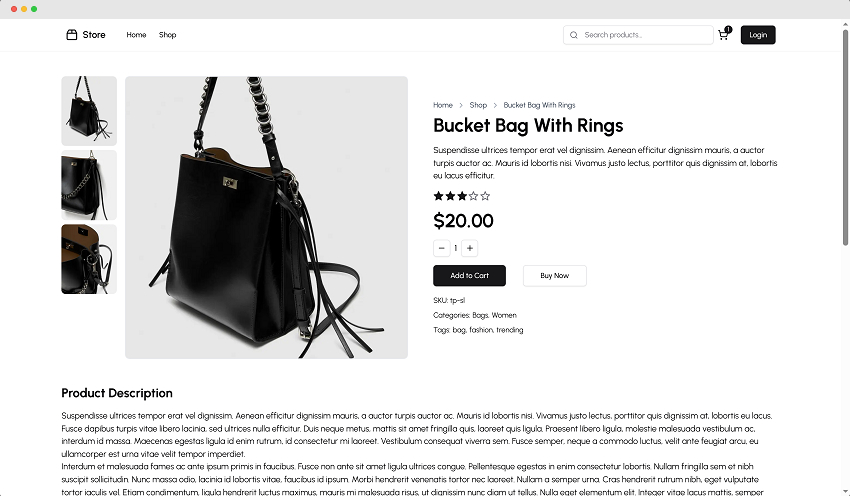 Store
Home
Shop
Search products...
1
Login
Home > Shop > Bucket Bag With Rings
Bucket Bag With Rings
Suspendisse ultrices tempor erat vel dignissim. Aenean efficitur dignissim mauris, a auctor
turpis auctor ac. Mauris id lobortis nisi. Vivamus justo lectus, porttitor quis dignissim at, lobortis
eu lacus efficitur.
$20.00
1
Add to Cart
Buy Now
SKU: tp-sl
Categories: Bags, Women
Tags: bag, fashion, trending
Product Description
Suspendisse ultrices tempor erat vel dignissim. Aenean efficitur dignissim mauris, a auctor turpis auctor ac. Mauris id lobortis nisi. Vivamus justo lectus, porttitor quis dignissim at, lobortis eu lacus.
Fusce dapibus turpis vitae libero lacinia, sed ultrices nulla efficitur. Duis neque metus, mattis sit amet fringilla quis, laoreet quis ligula. Praesent libero ligula, molestie malesuada vestibulum ac,
interdum id massa. Maecenas egestas ligula id enim rutrum, id consectetur mi laoreet. Vestibulum consequat viverra sem. Fusce semper, neque a commodo luctus, velit ante feugiat arcu, eu
ullamcorper est urna vitae velit tempor imperdiet.
Interdum et malesuada fames ac ante ipsum primis in faucibus. Fusce non ante sit amet ligula ultrices congue. Pellentesque egestas in enim consectetur lobortis. Nullam fringilla sem et nibh
suscipit sollicitudin. Nunc massa odio, lacinia id lobortis vitae, faucibus id ipsum. Morbi hendrerit venenatis tortor nec laoreet. Nullam a semper urna. Cras hendrerit rutrum nibh, eget vulputate
tortor iaculis vel. Etiam condimentum, ligula hendrerit luctus maximus, mauris mi malesuada risus, ut dignissim nunc diam ut tellus. Nulla eget elementum elit. Integer vitae mattis sem, semper